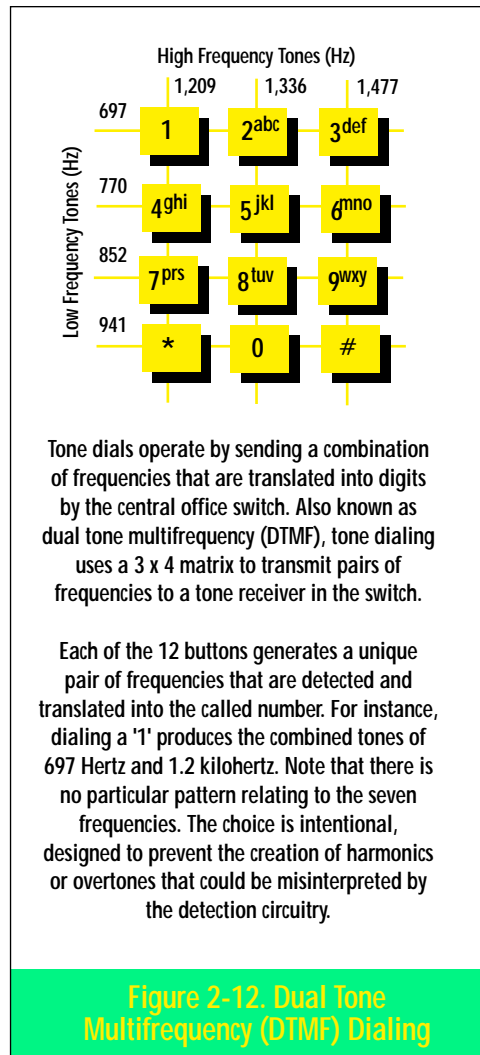 High Frequency Tones (Hz)
1,209 1,336 1,477
Low Frequency Tones (Hz)
697
1 2abc 3def
770
4ghi 5jkl 6mno
852
7prs 8tuv 9wxy
941
* 0 #
Tone dials operate by sending a combination
of frequencies that are translated into digits
by the central office switch. Also known as
dual tone multifrequency (DTMF), tone dialing
uses a 3 x 4 matrix to transmit pairs of
frequencies to a tone receiver in the switch.
Each of the 12 buttons generates a unique
pair of frequencies that are detected and
translated into the called number. For instance,
dialing a '1' produces the combined tones of
697 Hertz and 1.2 kilohertz. Note that there is
no particular pattern relating to the seven
frequencies. The choice is intentional,
designed to prevent the creation of harmonics
or overtones that could be misinterpreted by
the detection circuitry.
Figure 2-12. Dual Tone
Multifrequency (DTMF) Dialing